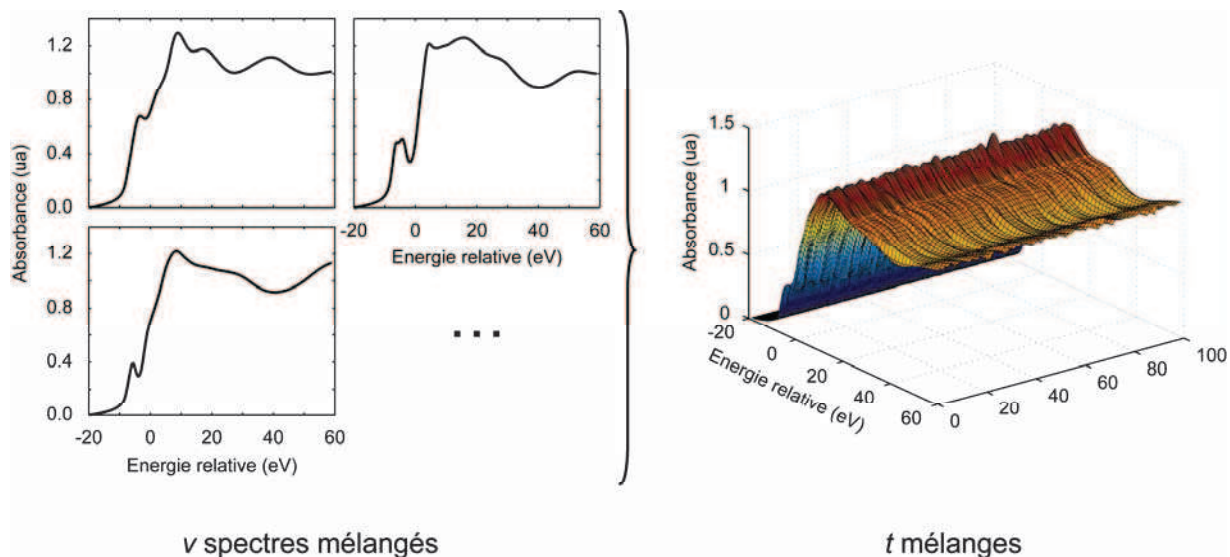 1.2
0.8
0.4
0.0
Absorbance (ua)
-20 0 20 40 60
Energie relative (eV)
1.2
0.8
0.4
0.0
-20 0 20 40 60
Energie relative (eV)
v spectres mélangés
1.5
1
0.5
0
Absorbance (ua)
-20
0
20
40
60
Energie relative (eV)
0
20
40
60
80
100
t mélanges